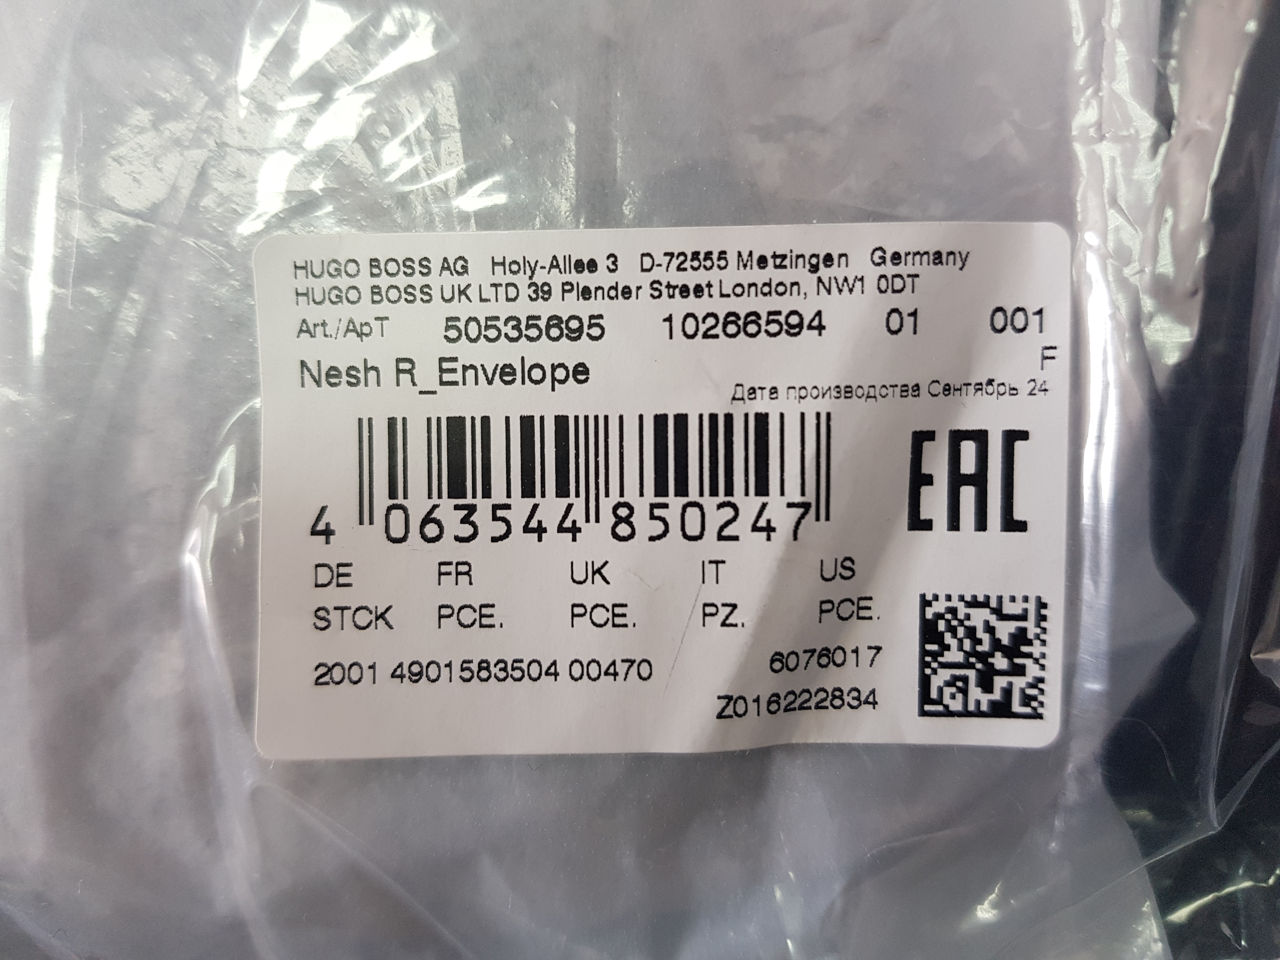 HUGO BOSS AG Holy-Allee 3 D-72555 Metzingen Germany
HUGO BOSS UK LTD 39 Plender Street London, NW1 0DT
Art./АрТ 50535695 10266594 01 001
F
Nesh R_Envelope
Дата производства Сентябрь 24
4 063544 850247
EAC
DE FR UK IT US
STCK PCE. PCE. PZ. PCE.
2001 4901583504 00470 6076017
Z016222834